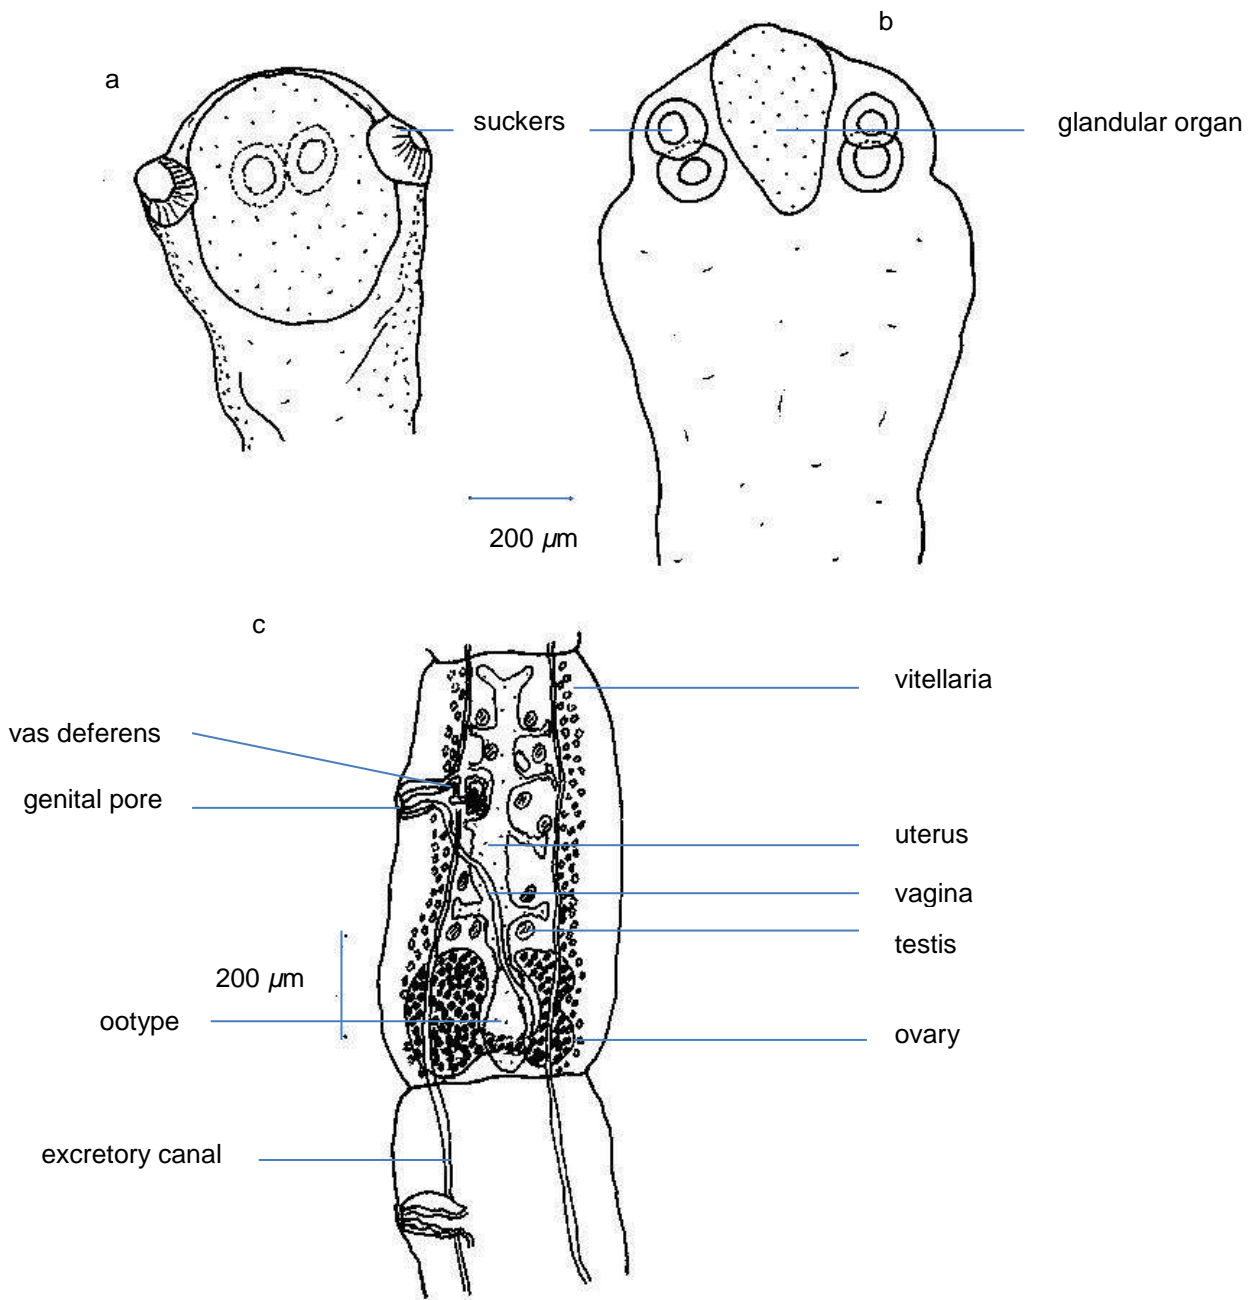 a
b
suckers
glandular organ
200 µm
c
vas deferens
vitellaria
genital pore
uterus
vagina
testis
200 µm
ootype
ovary
excretory canal